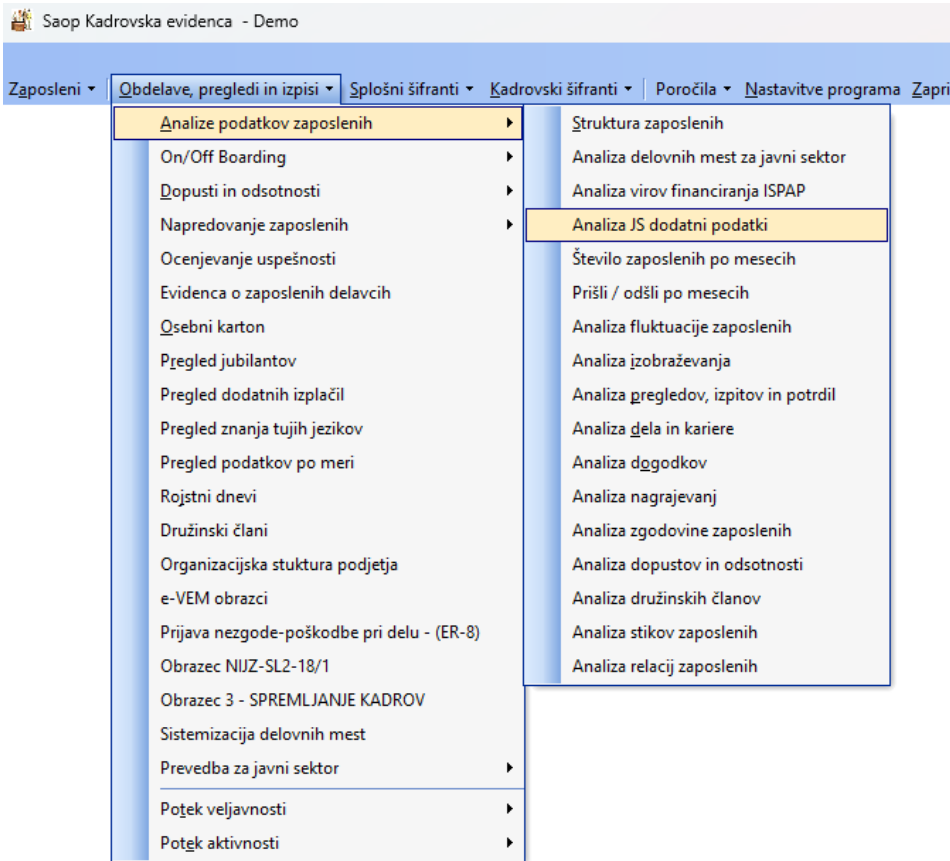 Saop Kadrovska evidenca - Demo
Zaposleni Obdelave, pregledi in izpisi Splošni šifranti Kadrovski šifranti Poročila Nastavitve programa Zapri
Analize podatkov zaposlenih
On/Off Boarding
Dopusti in odsotnosti
Napredovanje zaposlenih
Ocenjevanje uspešnosti
Evidenca o zaposlenih delavcih
Osebni karton
Pregled jubilantov
Pregled dodatnih izplačil
Pregled znanja tujih jezikov
Pregled podatkov po meri
Rojstni dnevi
Družinski člani
Organizacijska stuktura podjetja
e-VEM obrazci
Prijava nezgode-poškodbe pri delu - (ER-8)
Obrazec NIJZ-SL2-18/1
Obrazec 3 - SPREMLJANJE KADROV
Sistemizacija delovnih mest
Prevedba za javni sektor
Potek veljavnosti
Potek aktivnosti
Struktura zaposlenih
Analiza delovnih mest za javni sektor
Analiza virov financiranja ISPAP
Analiza JS dodatni podatki
Število zaposlenih po mesecih
Prišli / odšli po mesecih
Analiza fluktuacije zaposlenih
Analiza izobraževanja
Analiza pregledov, izpitov in potrdil
Analiza dela in kariere
Analiza dogodkov
Analiza nagrajevanj
Analiza zgodovine zaposlenih
Analiza dopustov in odsotnosti
Analiza družinskih članov
Analiza stikov zaposlenih
Analiza relacij zaposlenih